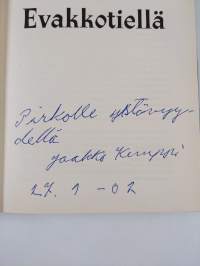 Evakkotiellä
Pirkolle ystävyy-
dellä
Jaakko Kemppi
27. 1 -02